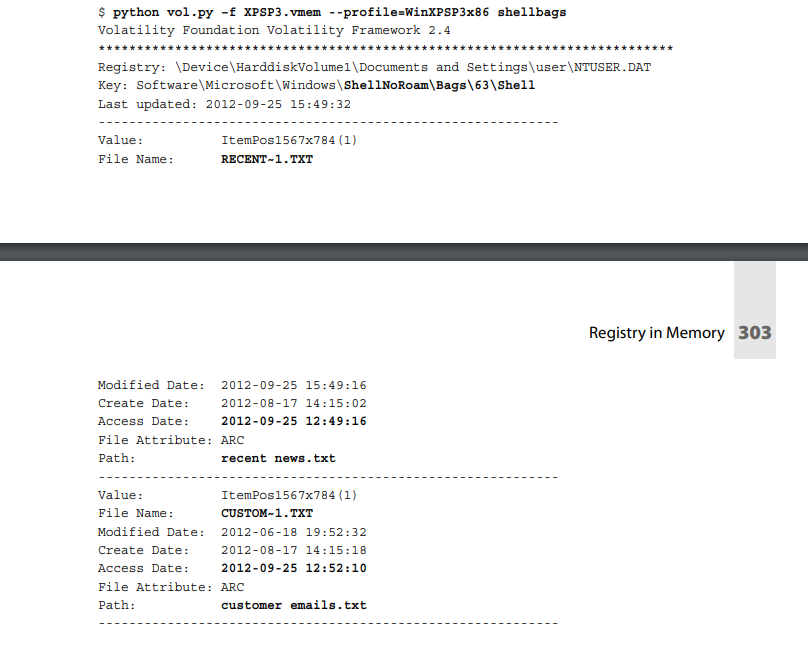 $ python vol.py -f XPSP3.vmem --profile=WinXPSP3x86 shellbags
Volatility Foundation Volatility Framework 2.4
***************************************************************************
Registry: \Device\HarddiskVolume1\Documents and Settings\user\NTUSER.DAT
Key: Software\Microsoft\Windows\ShellNoRoam\Bags\63\Shell
Last updated: 2012-09-25 15:49:32
------------------------------------------------------------
Value: ItemPos1567x784(1)
File Name: RECENT~1.TXT
Registry in Memory 303
Modified Date: 2012-09-25 15:49:16
Create Date: 2012-08-17 14:15:02
Access Date: 2012-09-25 12:49:16
File Attribute: ARC
Path: recent news.txt
------------------------------------------------------------
Value: ItemPos1567x784(1)
File Name: CUSTOM~1.TXT
Modified Date: 2012-06-18 19:52:32
Create Date: 2012-08-17 14:15:18
Access Date: 2012-09-25 12:52:10
File Attribute: ARC
Path: customer emails.txt
------------------------------------------------------------